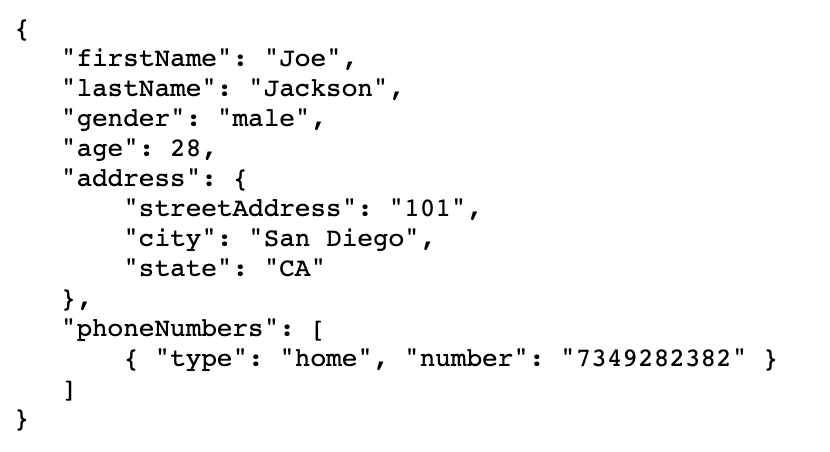 {
    "firstName": "Joe",
    "lastName": "Jackson",
    "gender": "male",
    "age": 28,
    "address": {
        "streetAddress": "101",
        "city": "San Diego",
        "state": "CA"
    },
    "phoneNumbers": [
        { "type": "home", "number": "7349282382" }
    ]
}